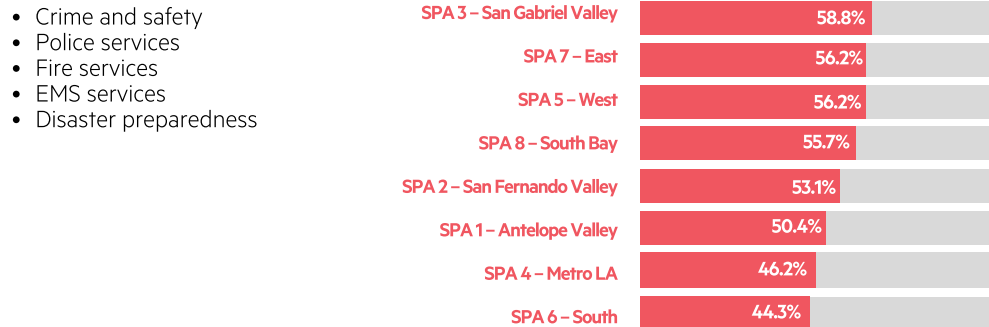 • Crime and safety
• Police services
• Fire services
• EMS services
• Disaster preparedness
SPA 3 – San Gabriel Valley 58.8%
SPA 7 – East 56.2%
SPA 5 – West 56.2%
SPA 8 – South Bay 55.7%
SPA 2 – San Fernando Valley 53.1%
SPA 1 – Antelope Valley 50.4%
SPA 4 – Metro LA 46.2%
SPA 6 – South 44.3%